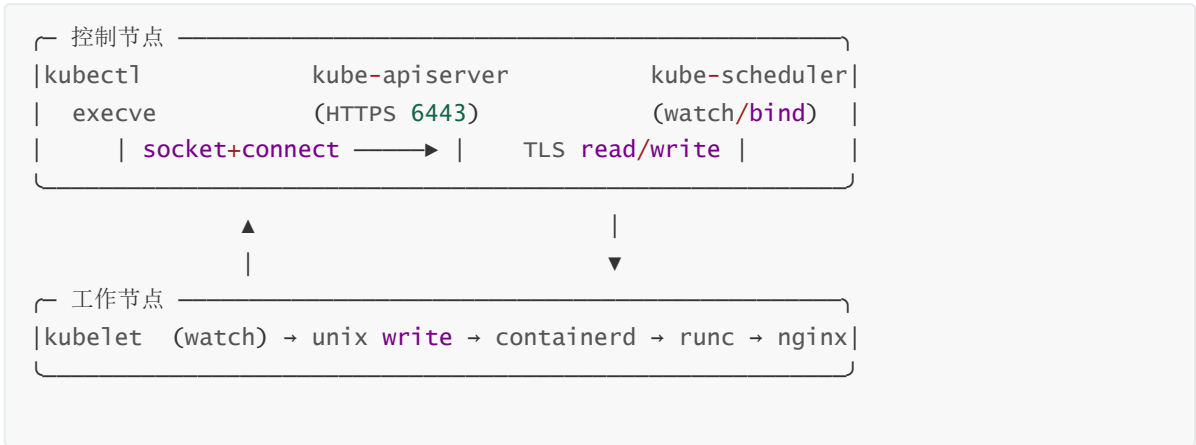 ╭─ 控制节点 ───────────────────────────────────────────────╮
|kubectl            kube-apiserver            kube-scheduler|
|  execve           (HTTPS 6443)            (watch/bind)  |
|      | socket+connect ─────► |    TLS read/write |       |
╰─────────────────────────────────────────────────────────╯
▲                         |
|                         ▼
╭─ 工作节点 ───────────────────────────────────────────────╮
|kubelet  (watch) → unix write → containerd → runc → nginx|
╰─────────────────────────────────────────────────────────╯